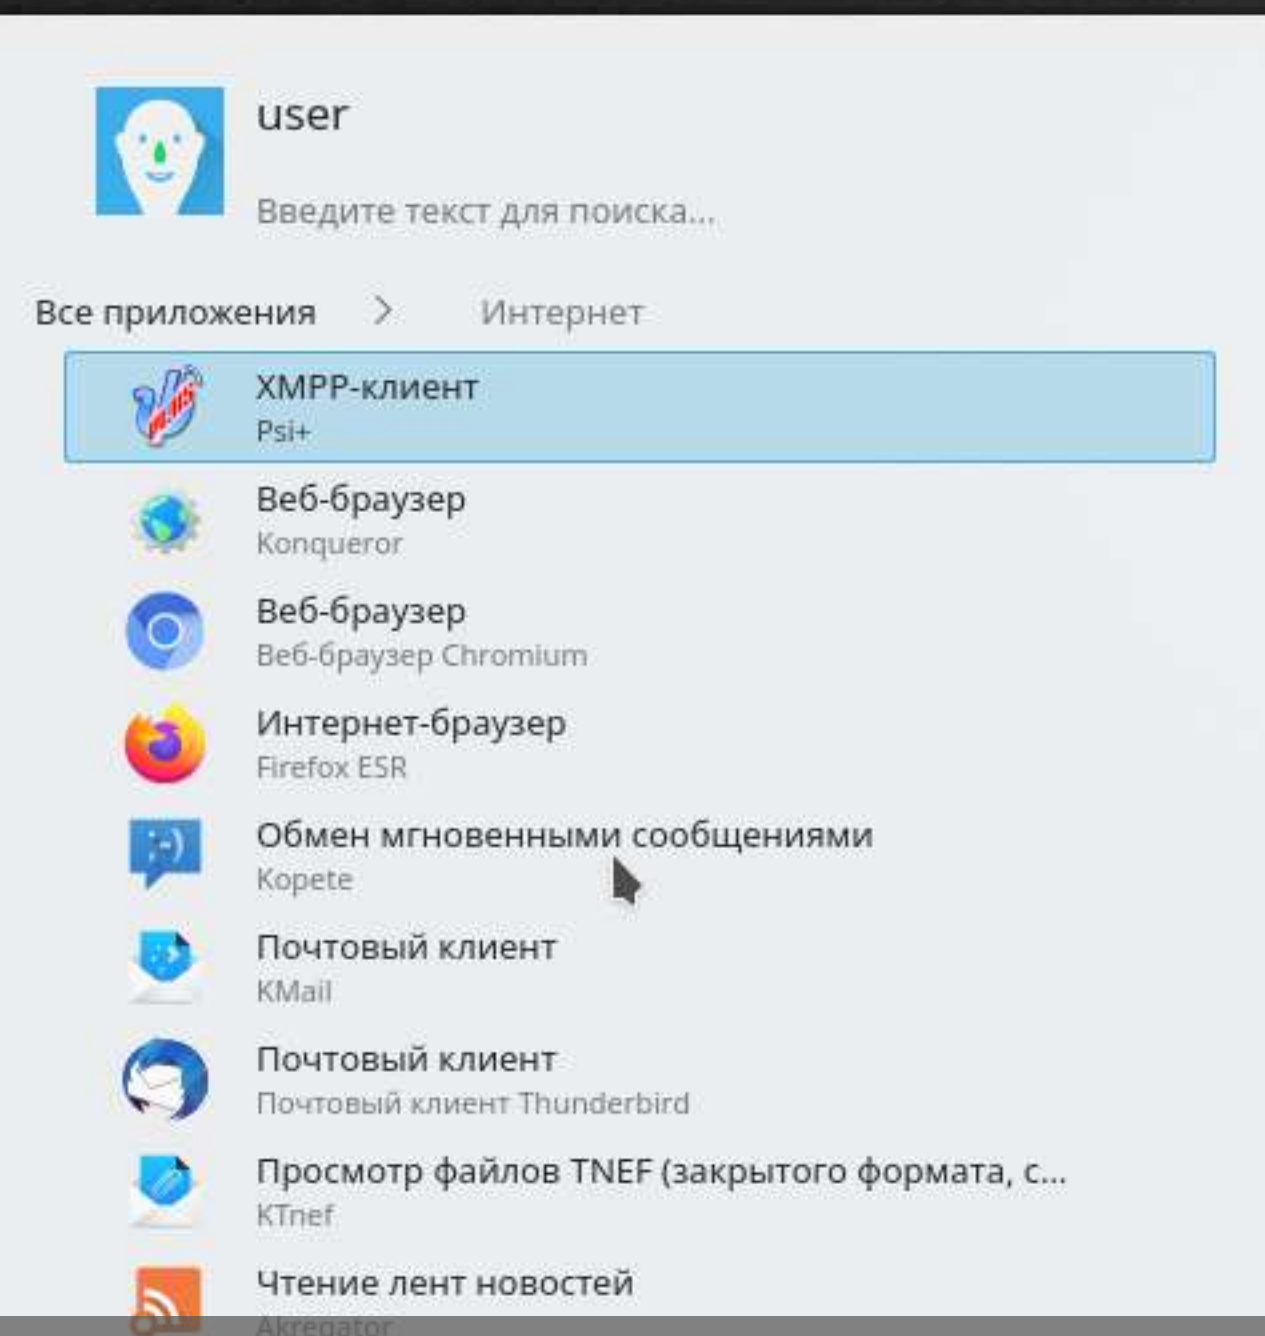 user
Введите текст для поиска...
Все приложения > Интернет
XMPP-клиент
Psi+
Веб-браузер
Konqueror
Веб-браузер
Веб-браузер Chromium
Интернет-браузер
Firefox ESR
Обмен мгновенными сообщениями
Kopete
Почтовый клиент
KMail
Почтовый клиент
Почтовый клиент Thunderbird
Просмотр файлов TNEF (закрытого формата, с...
KTnef
Чтение лент новостей
Akregator